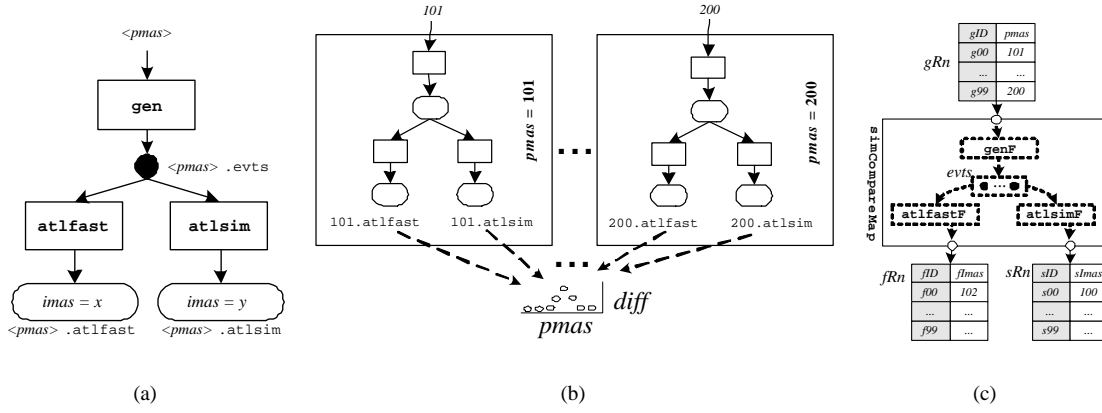 <pmas>
gen
<pmas> .evts
atlfast
atlsim
imas = x
imas = y
<pmas> .atlfast
<pmas> .atlsim
(a)
101
pmas = 101
101.atlfast
101.atlsim
...
200
pmas = 200
200.atlfast
200.atlsim
...
diff
pmas
(b)
gRn
gID pmas
g00 101
... ...
g99 200
simCompareMap
genF
evts
...
atlfastF
atlsimF
fRn
fID fImas
f00 102
... ...
f99 ...
sRn
sID sImas
s00 100
... ...
s99 ...
(c)